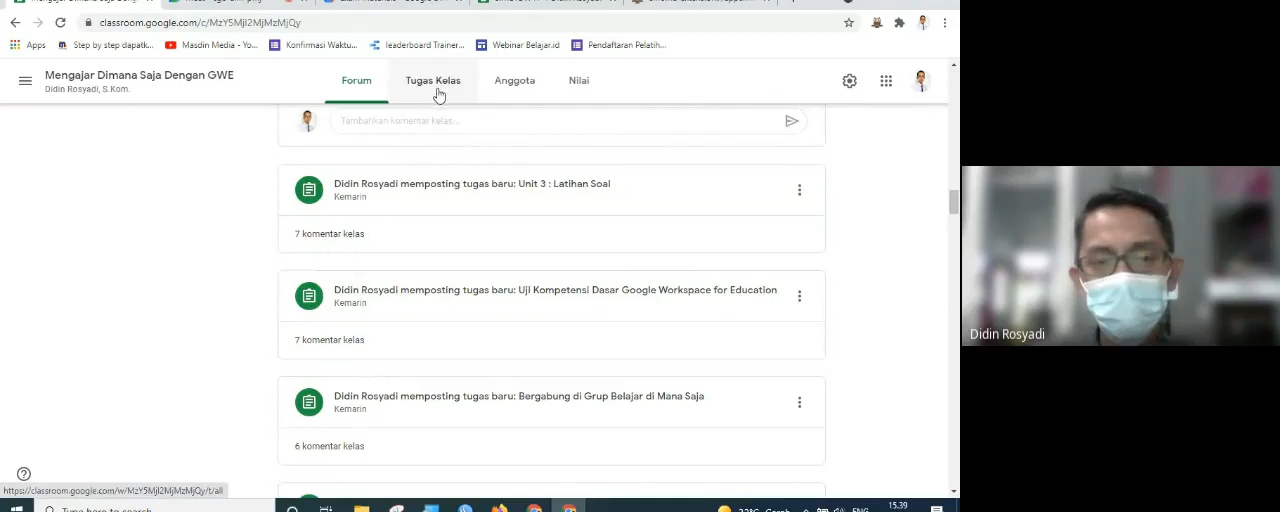 classroom.google.com/c/MzY5MjI2MjMzMjQy
Apps Step by step dapatk... Masdin Media - Yo... Konfirmasi Waktu... leaderboard Trainer... Webinar Belajar.id Pendaftaran Pelatih...
Mengajar Dimana Saja Dengan GWE
Didin Rosyadi, S.Kom.
Forum Tugas Kelas Anggota Nilai
Tambahkan komentar kelas...
Didin Rosyadi memposting tugas baru: Unit 3 : Latihan Soal
Kemarin
7 komentar kelas
Didin Rosyadi memposting tugas baru: Uji Kompetensi Dasar Google Workspace for Education
Kemarin
7 komentar kelas
Didin Rosyadi memposting tugas baru: Bergabung di Grup Belajar di Mana Saja
Kemarin
6 komentar kelas
Didin Rosyadi
https://classroom.google.com/w/MzY5MjI2MjMzMjQy/t/all
Type here to search
ENG
15.39